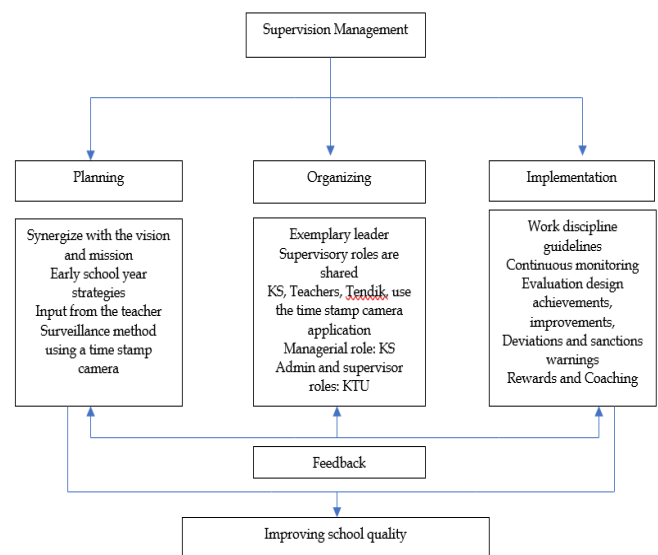 Supervision Management
Planning
Organizing
Implementation
Synergize with the vision
and mission
Early school year
strategies
Input from the teacher
Surveillance method
using a time stamp
camera
Exemplary leader
Supervisory roles are
shared
KS, Teachers, Tendik, use
the time stamp camera
application
Managerial role: KS
Admin and supervisor
roles: KTU
Work discipline
guidelines
Continuous monitoring
Evaluation design
achievements,
improvements,
Deviations and sanctions
warnings
Rewards and Coaching
Feedback
Improving school quality